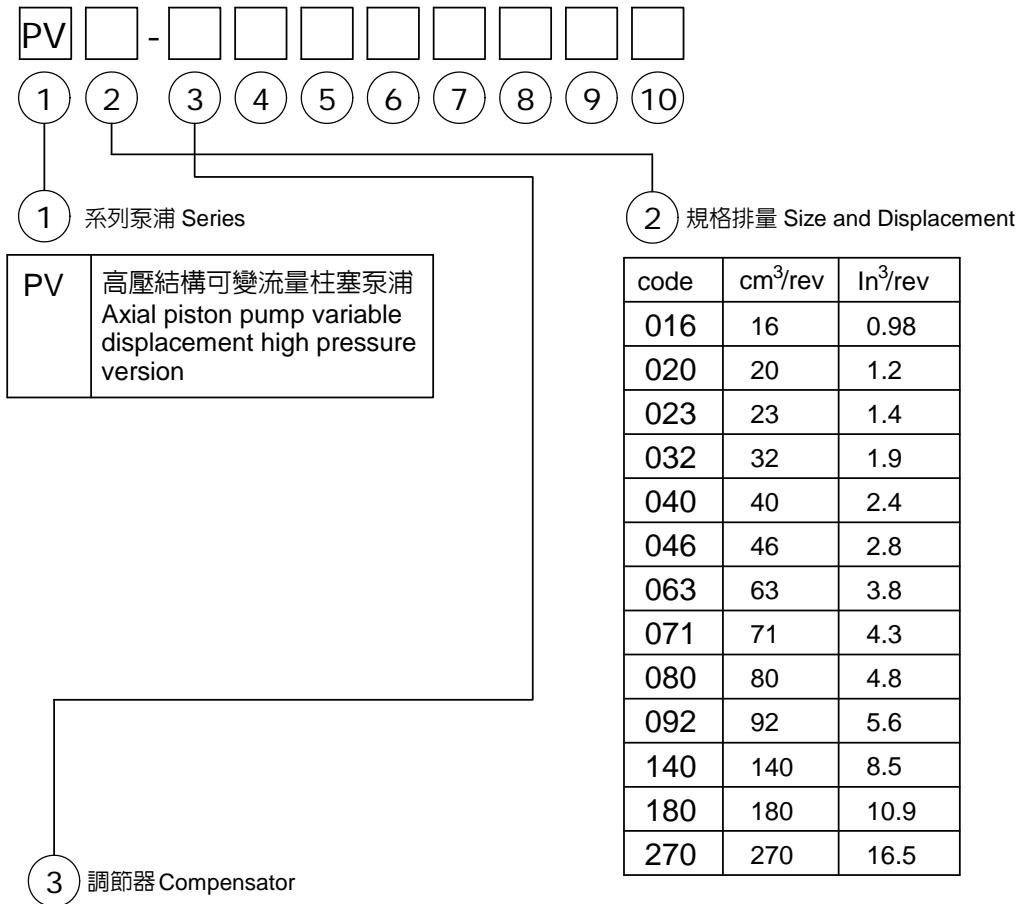 PV -
1 2 3 4 5 6 7 8 9 10
1 系列泵浦 Series
PV 高壓結構可變流量柱塞泵浦
Axial piston pump variable
displacement high pressure
version
2 規格排量 Size and Displacement
code cm³/rev In³/rev
016 16 0.98
020 20 1.2
023 23 1.4
032 32 1.9
040 40 2.4
046 46 2.8
063 63 3.8
071 71 4.3
080 80 4.8
092 92 5.6
140 140 8.5
180 180 10.9
270 270 16.5
3 調節器 Compensator